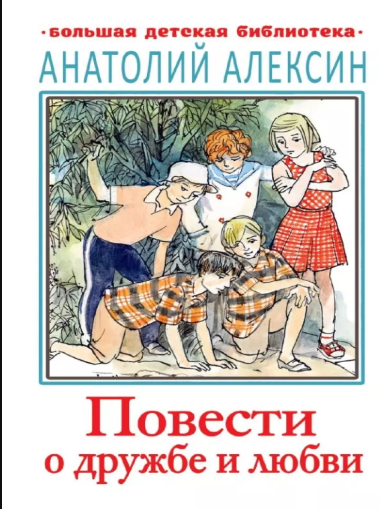 •БОЛЬШАЯ ДЕТСКАЯ БИБЛИОТЕКА•
АНАТОЛИЙ АЛЕКСИН
Повести
о дружбе и любви